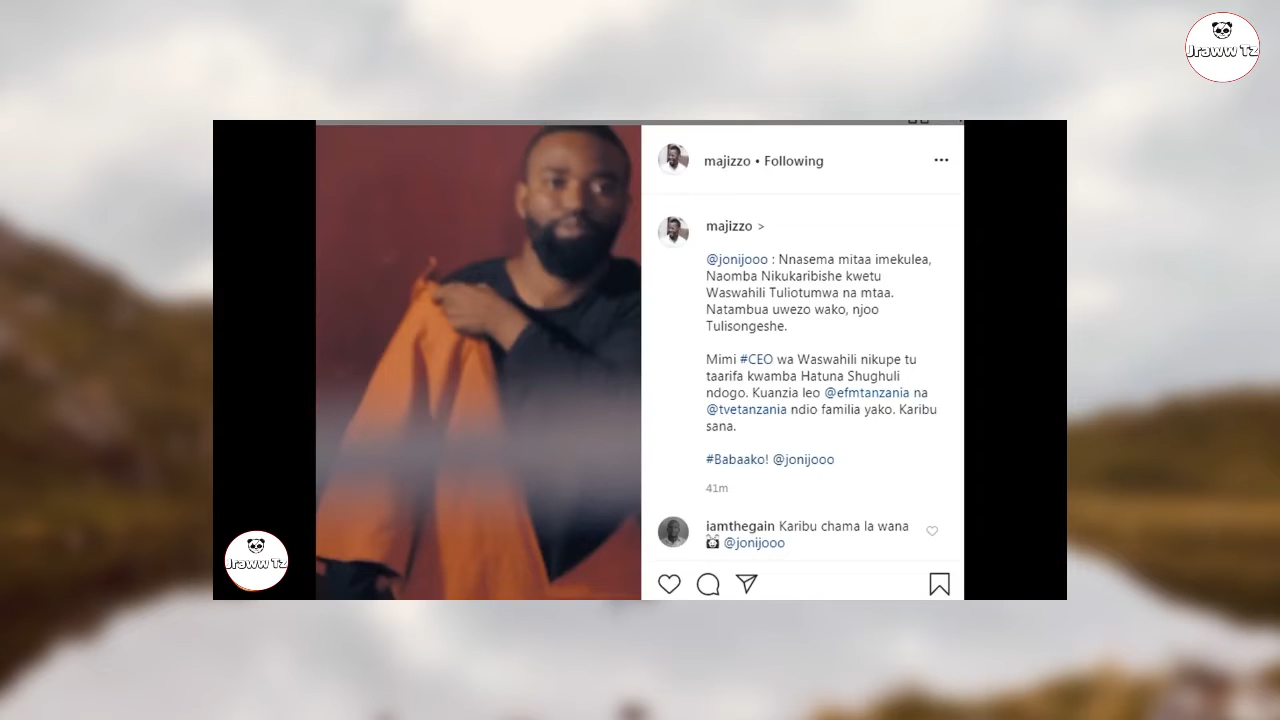 Jraww Tz
majizzo • Following
majizzo >
@jonijooo : Nnasema mitaa imekulea,
Naomba Nikukaribishe kwetu
Waswahili Tuliotumwa na mtaa.
Natambua uwezo wako, njoo
Tulisongeshe.
Mimi #CEO wa Waswahili nikupe tu
taarifa kwamba Hatuna Shughuli
ndogo. Kuanzia leo @efmtanzania na
@tvetanzania ndio familia yako. Karibu
sana.
#Babaako! @jonijooo
41m
iamthegain Karibu chama la wana
@jonijooo
Jraww Tz